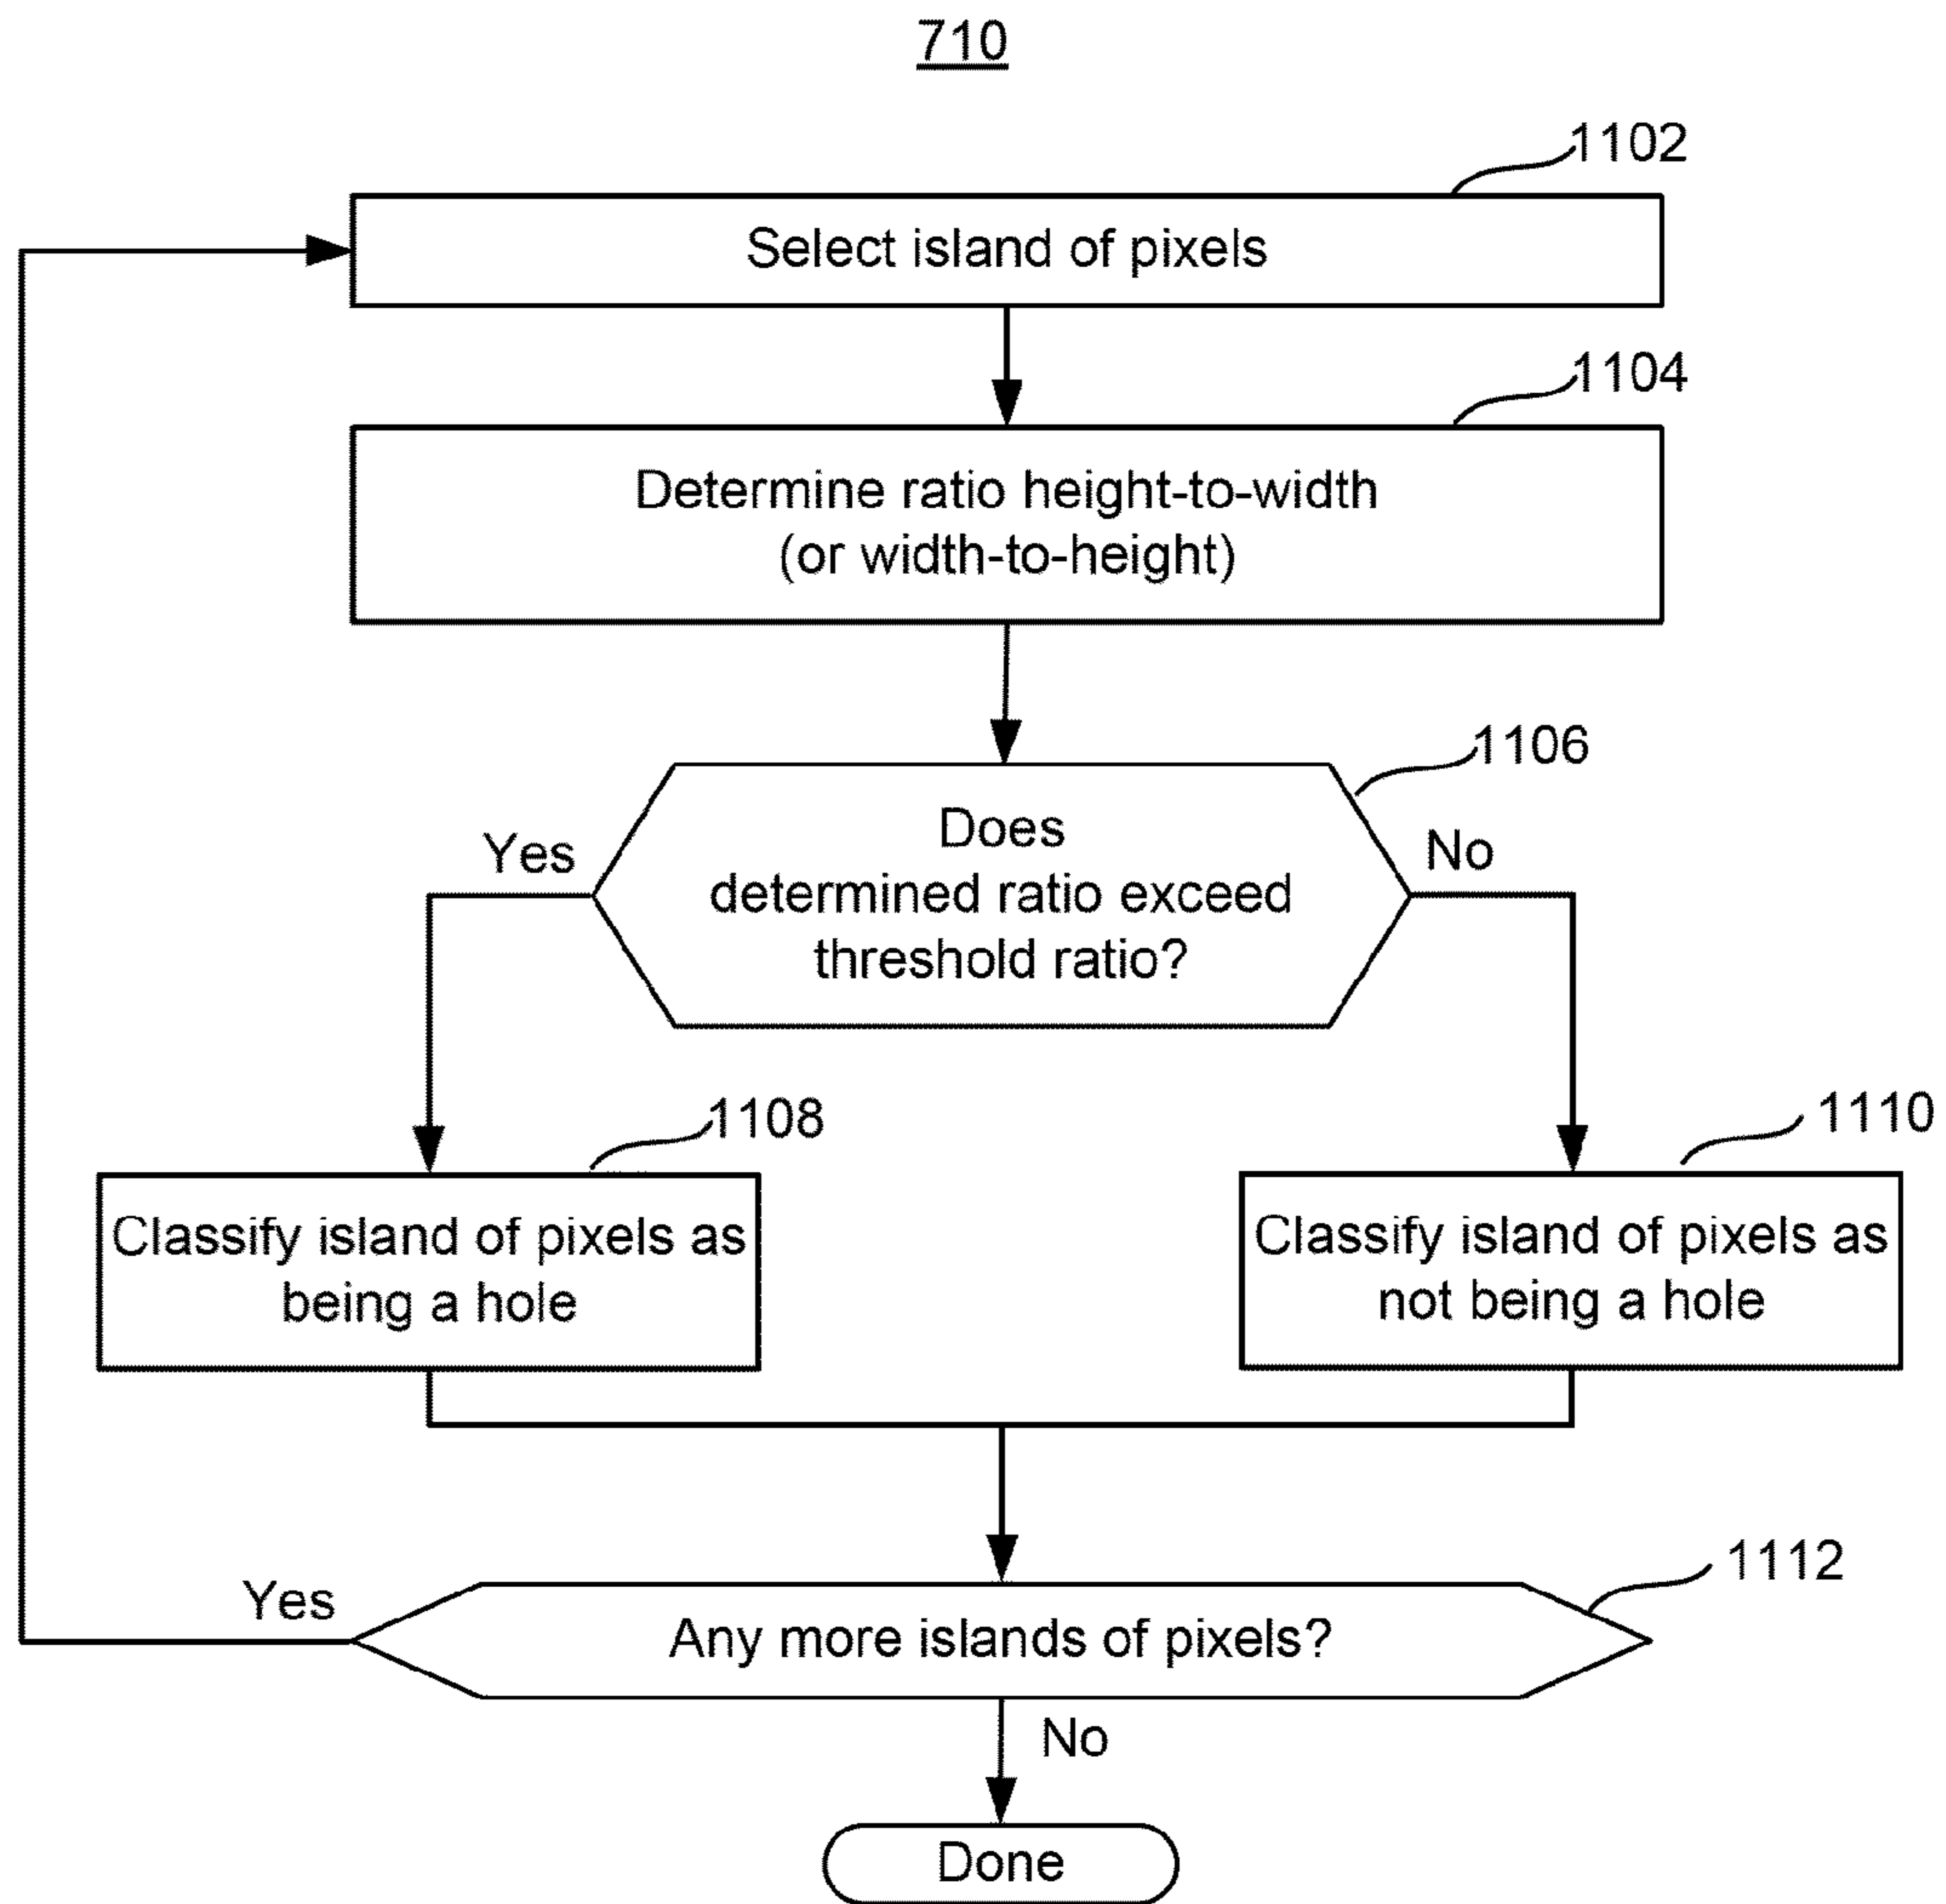 710
1102
Select island of pixels
1104
Determine ratio height-to-width
(or width-to-height)
1106
Does
determined ratio exceed
threshold ratio?
Yes
No
1108
Classify island of pixels as
being a hole
1110
Classify island of pixels as
not being a hole
1112
Any more islands of pixels?
Yes
No
Done